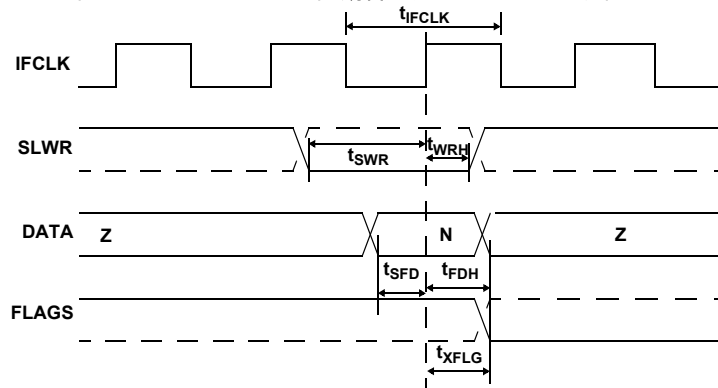 tIFCLK
IFCLK
SLWR
tSWR
tWRH
DATA
Z
N
Z
tSFD
tFDH
FLAGS
tXFLG